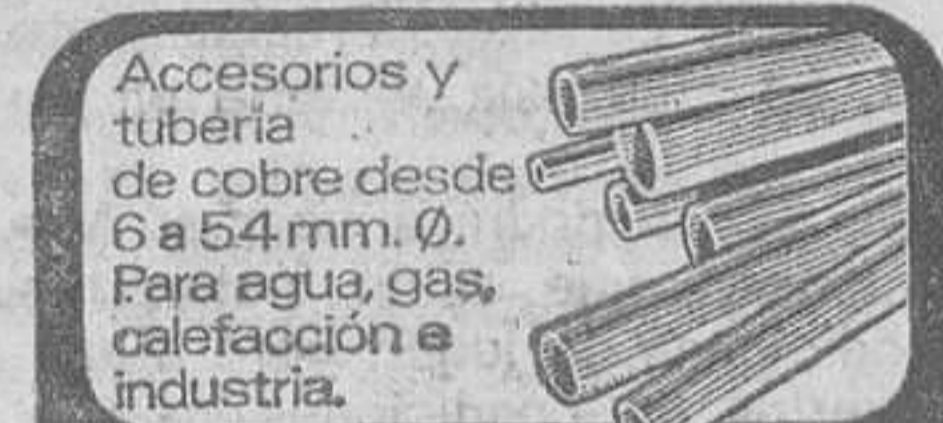 Accesorios y
tuberia
de cobre desde
6 a 54 mm. Ø.
Para agua, gas,
calefacción e
industria.